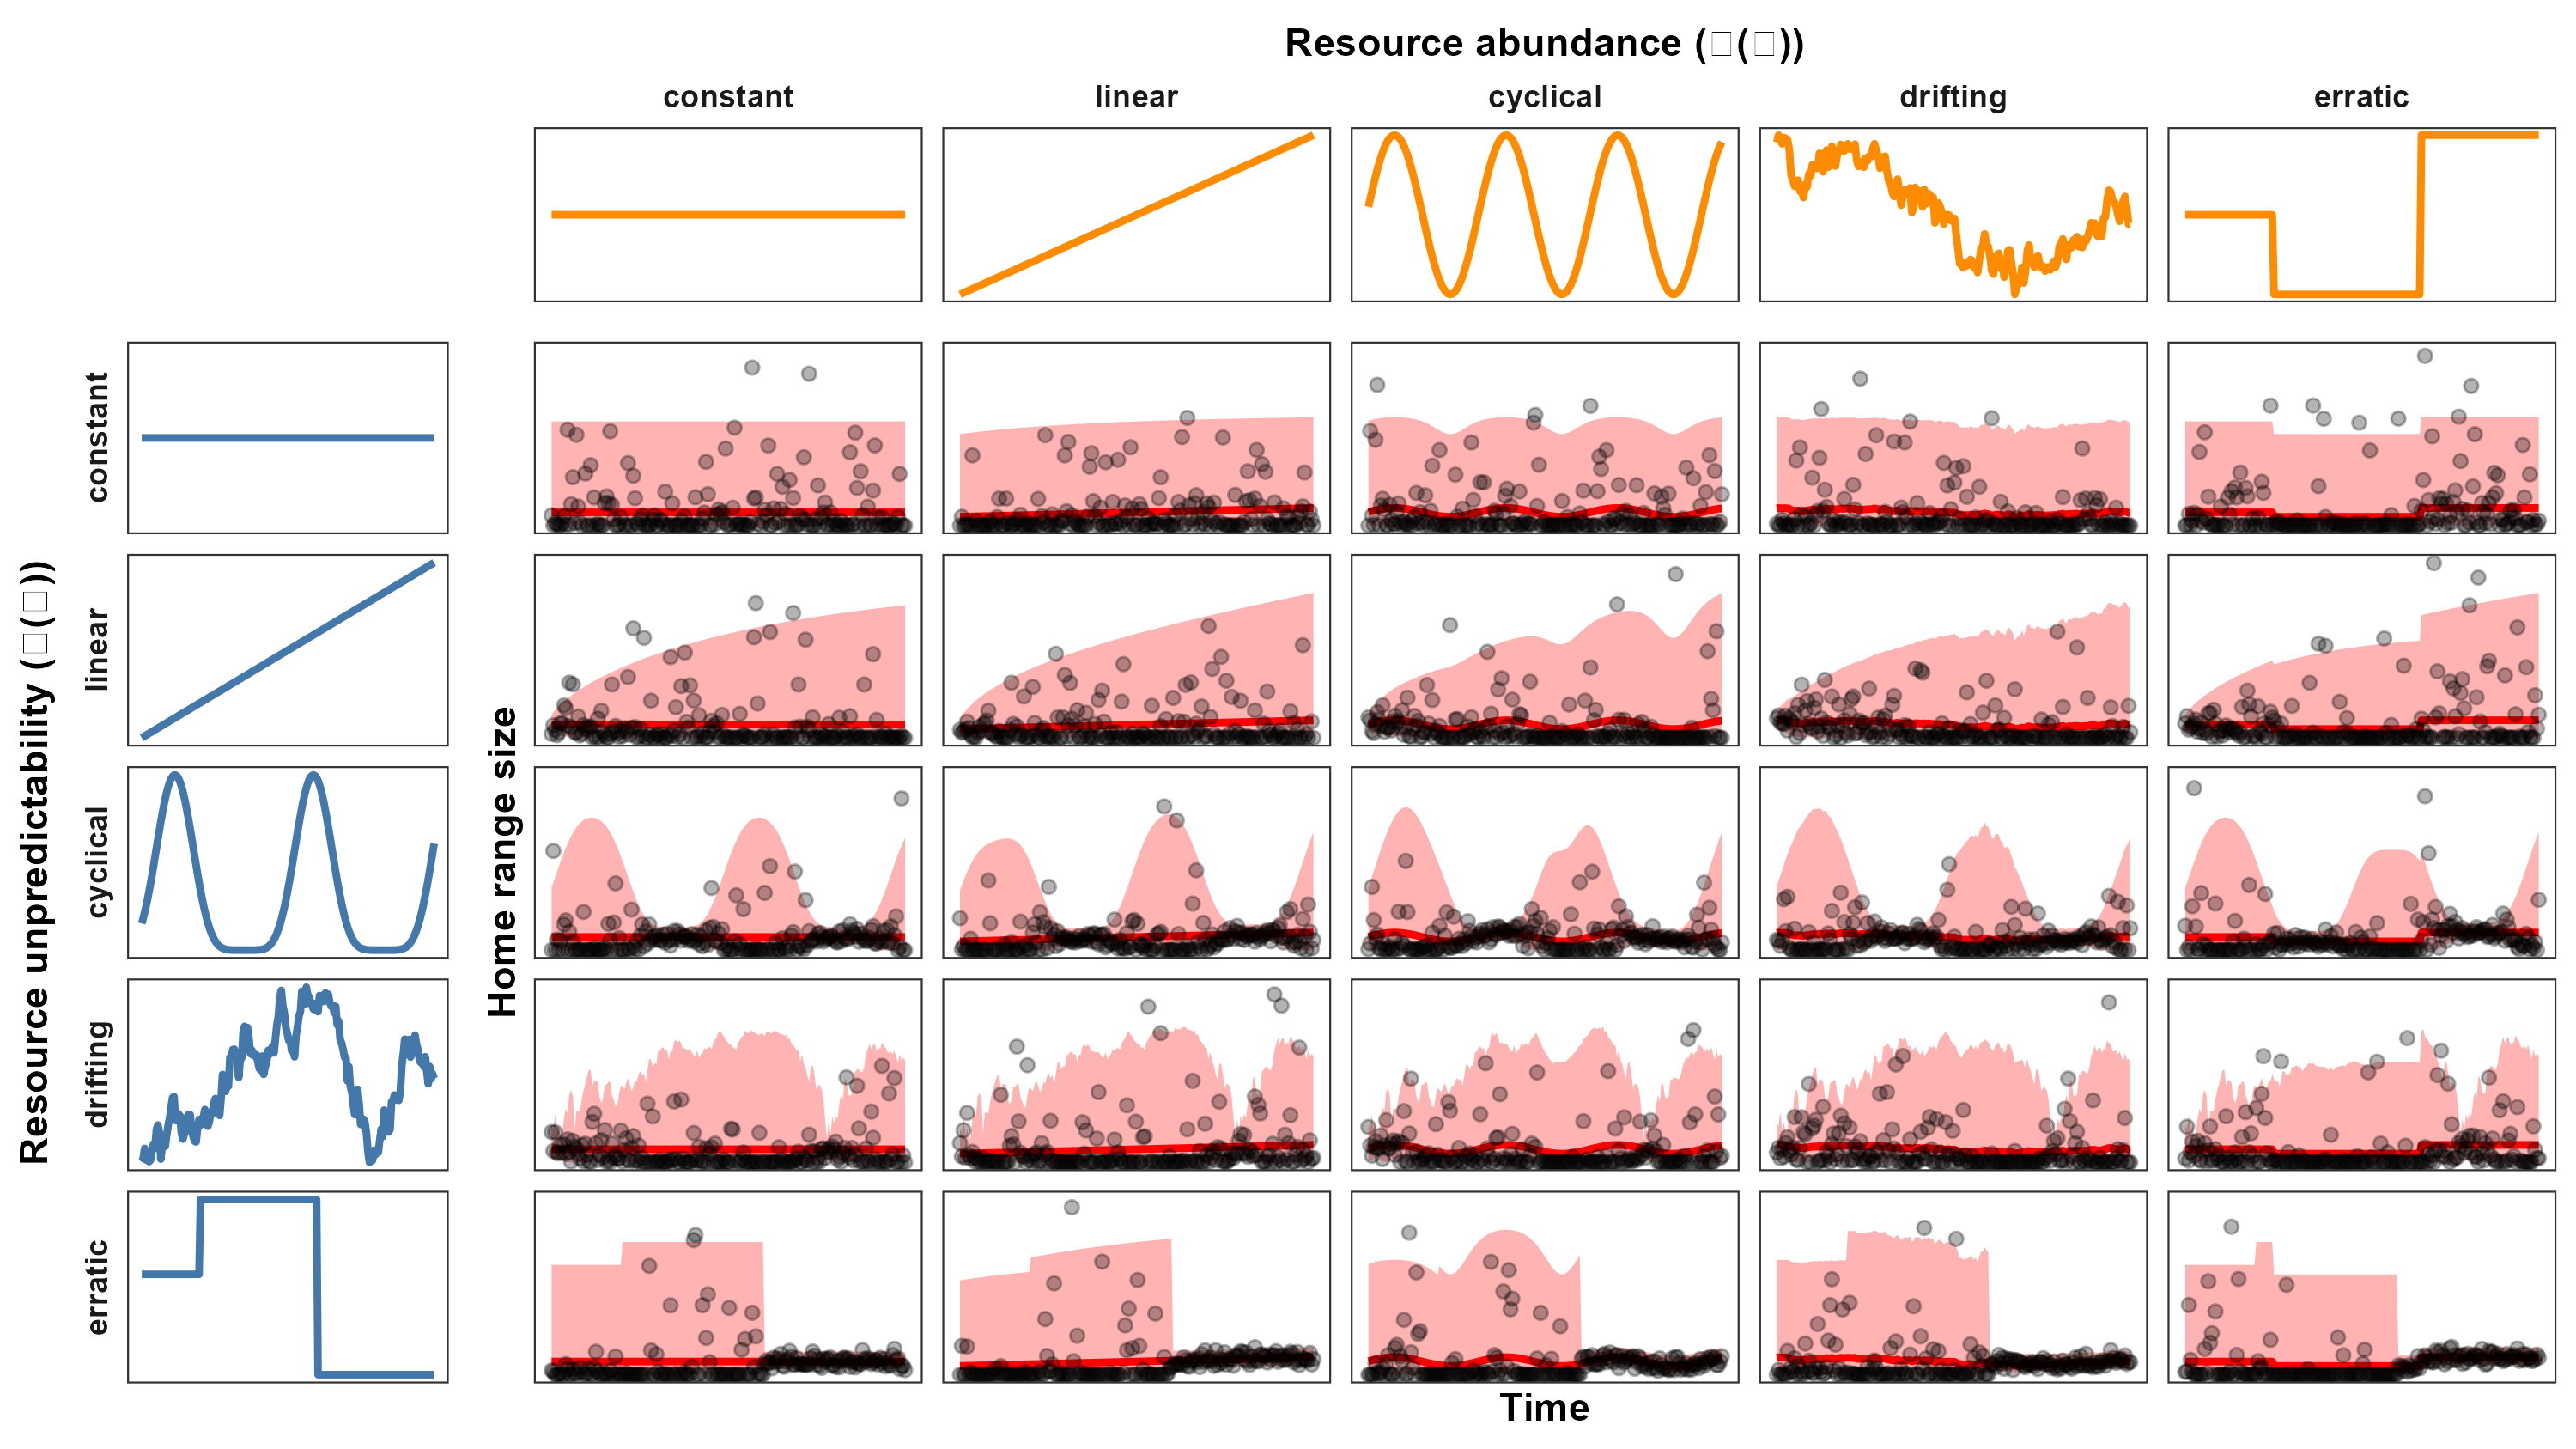 Resource abundance (□(□))
constant linear cyclical drifting erratic
Resource unpredictability (□(□))
constant
linear
cyclical
drifting
erratic
Home range size
Time